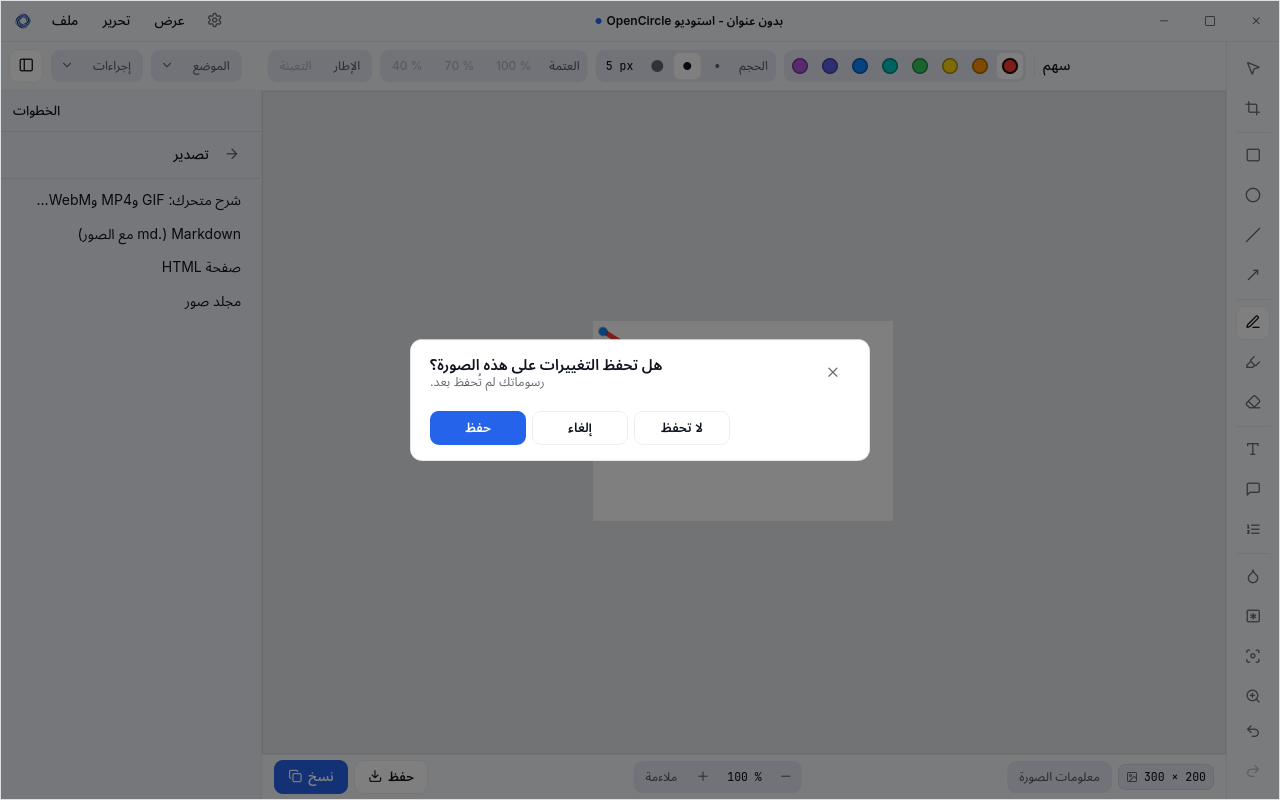 ملف
تحرير
عرض
بدون عنوان - استوديو OpenCircle
سهم
الحجم
5 px
العتمة
100 %
70 %
40 %
الإطار
التعبئة
الموضع
إجراءات
الخطوات
تصدير
شرح متحرك: GIF وMP4 وWebM...
Markdown (.md مع الصور)
صفحة HTML
مجلد صور
هل تحفظ التغييرات على هذه الصورة؟
رسوماتك لم تُحفظ بعد.
لا تحفظ
إلغاء
حفظ
300 × 200
معلومات الصورة
100 %
ملاءمة
حفظ
نسخ